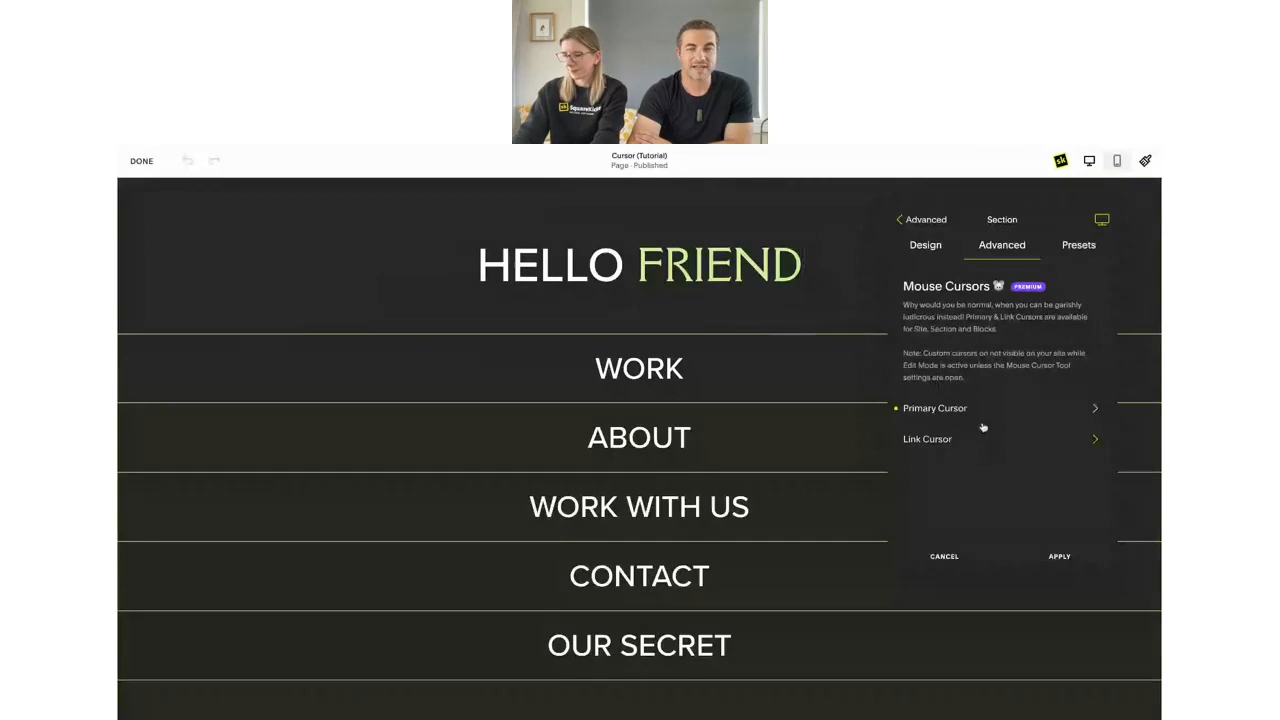 SquareKicker
DONE
Cursor (Tutorial)
Page · Published
sk
HELLO FRIEND
WORK
ABOUT
WORK WITH US
CONTACT
OUR SECRET
Advanced
Section
Design
Advanced
Presets
Mouse Cursors
PREMIUM
Why would you be normal, when you can be garishly
ludicrous instead! Primary & Link Cursors are available
for Site, Section and Blocks.
Note: Custom cursors on not visible on your site while
Edit Mode is active unless the Mouse Cursor Tool
settings are open.
Primary Cursor
Link Cursor
CANCEL
APPLY